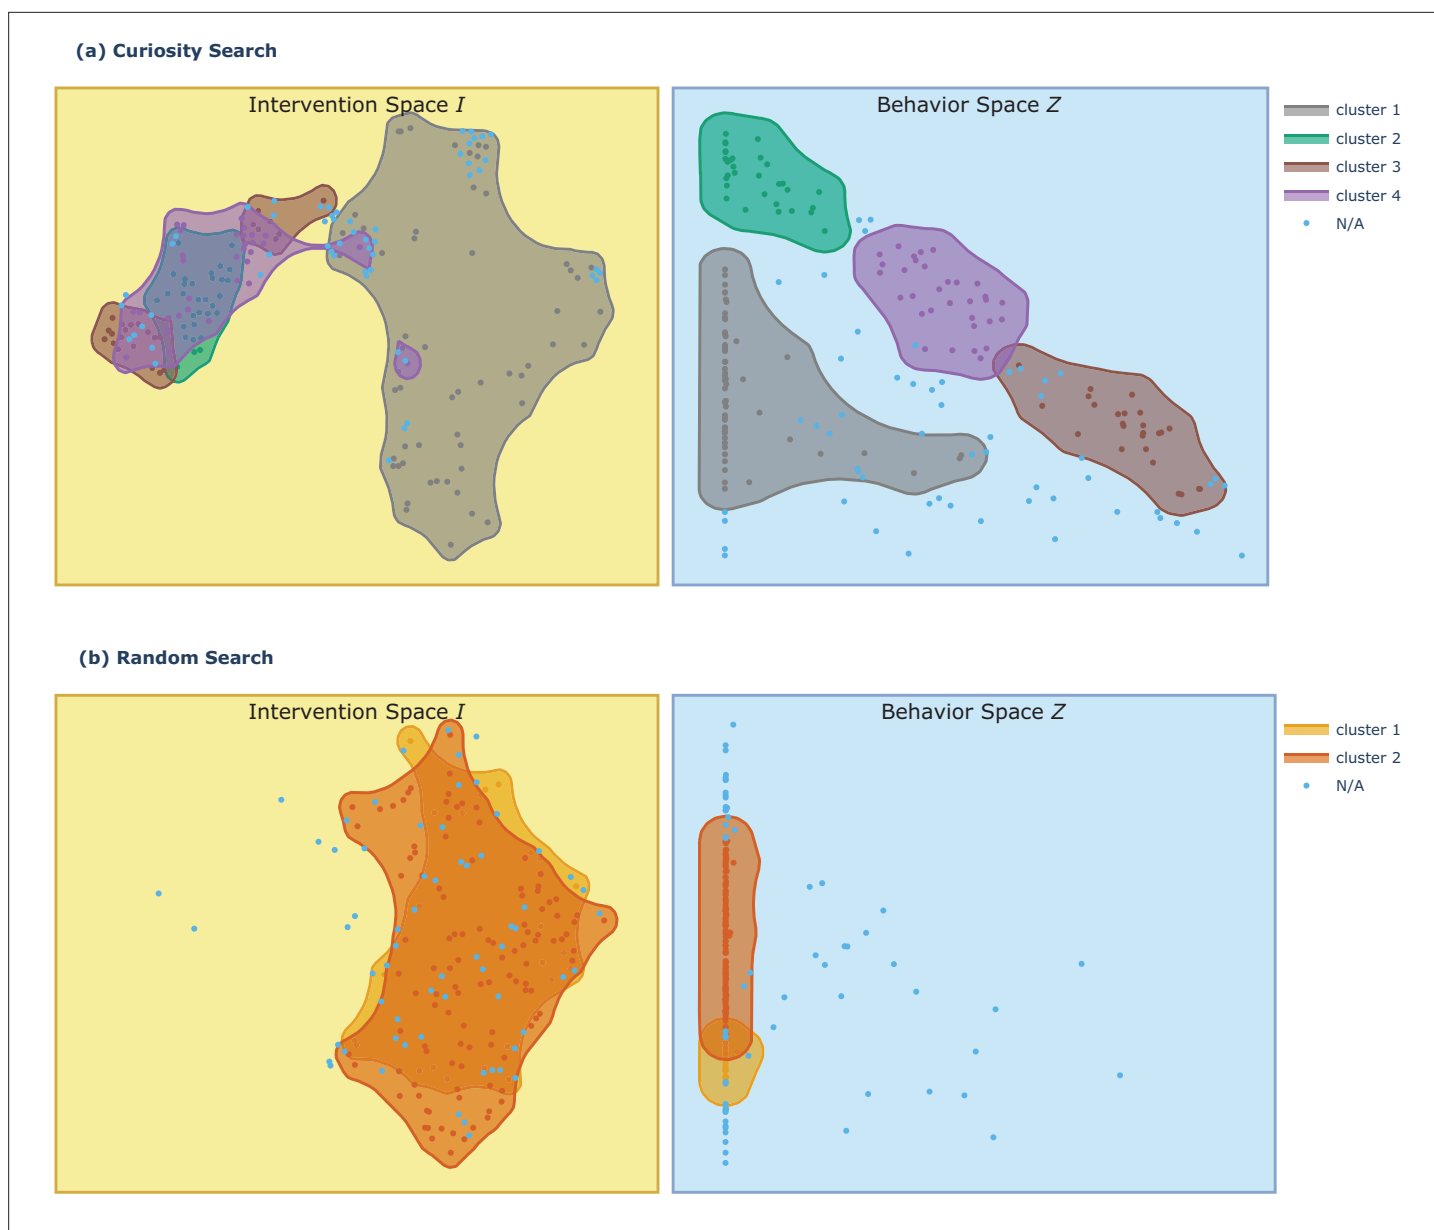 (a) Curiosity Search
Intervention Space I
Behavior Space Z
cluster 1
cluster 2
cluster 3
cluster 4
N/A
(b) Random Search
Intervention Space I
Behavior Space Z
cluster 1
cluster 2
N/A